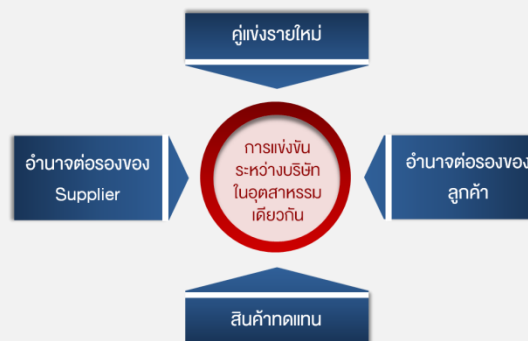 คู่แข่งรายใหม่
อำนาจต่อรองของ
Supplier
การแข่งขัน
ระหว่างบริษัท
ในอุตสาหกรรม
เดียวกัน
อำนาจต่อรองของ
ลูกค้า
สินค้าทดแทน